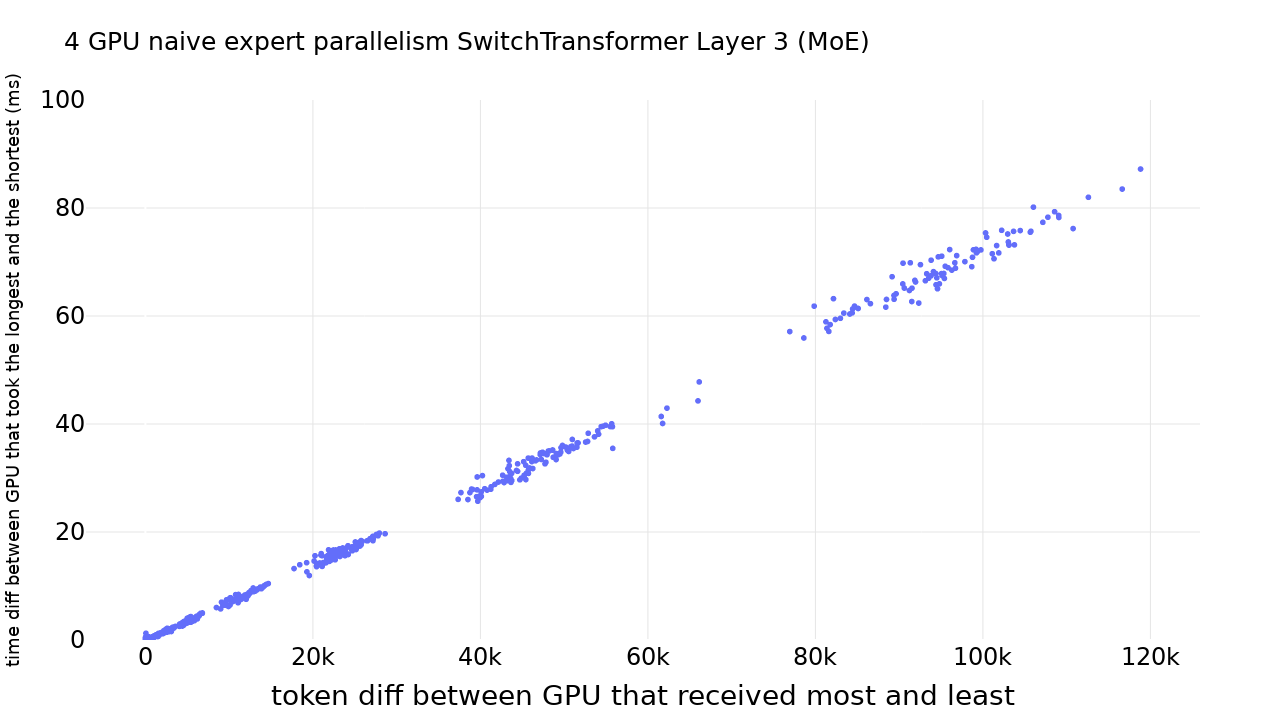 4 GPU naive expert parallelism SwitchTransformer Layer 3 (MoE)
time diff between GPU that took the longest and the shortest (ms)
100
80
60
40
20
0
0 20k 40k 60k 80k 100k 120k
token diff between GPU that received most and least